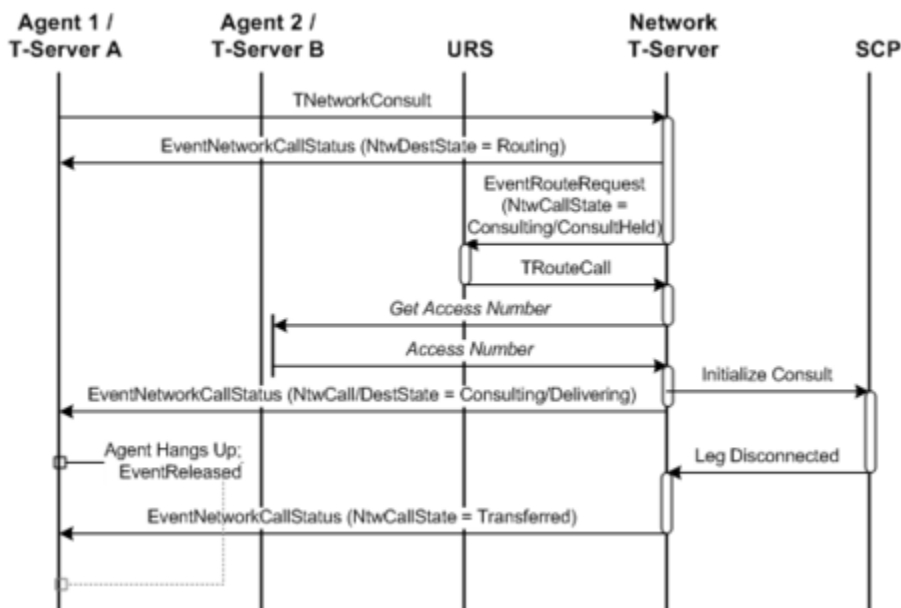 Agent 1 /
T-Server A
Agent 2 /
T-Server B
URS
Network
T-Server
SCP
TNetworkConsult
EventNetworkCallStatus (NtwDestState = Routing)
EventRouteRequest
(NtwCallState =
Consulting/ConsultHeld)
TRouteCall
Get Access Number
Access Number
Initialize Consult
EventNetworkCallStatus (NtwCall/DestState = Consulting/Delivering)
Agent Hangs Up;
EventReleased
Leg Disconnected
EventNetworkCallStatus (NtwCallState = Transferred)